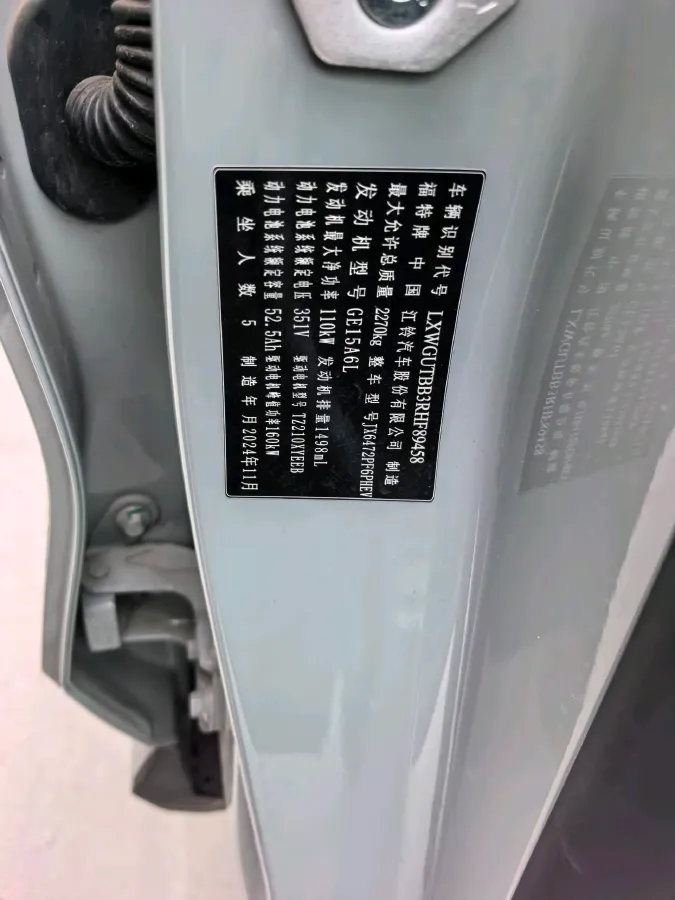 车辆识别代号 LXWGUTBB3RHF89458
福特牌 中国 江铃汽车股份有限公司 制造
最大允许总质量 2270kg 整车型号 JX6472PF6PHEV
发动机型号 GE15A6L
发动机最大净功率 110kW 发动机排量 1498mL
动力电池系统额定电压 351V 驱动电机型号 TZ210XYEEB
动力电池系统额定容量 52.5Ah 驱动电机峰值功率160kW
乘坐人数 5 制造年月 2024年11月